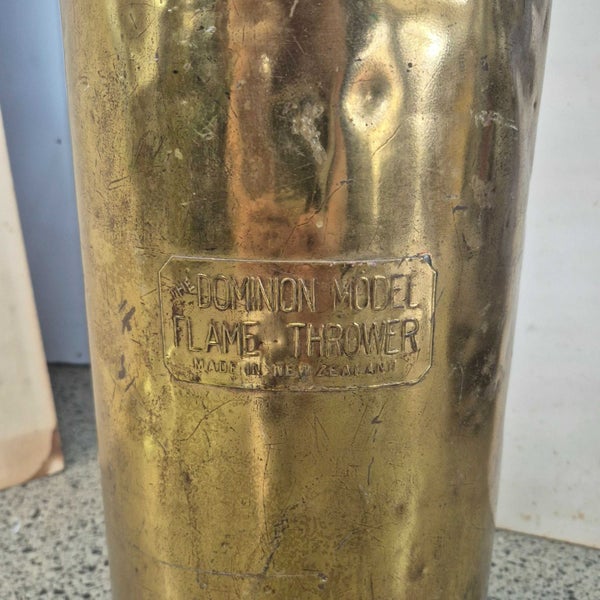 THE DOMINION MODEL
FLAME THROWER
MADE IN NEW ZEALAND